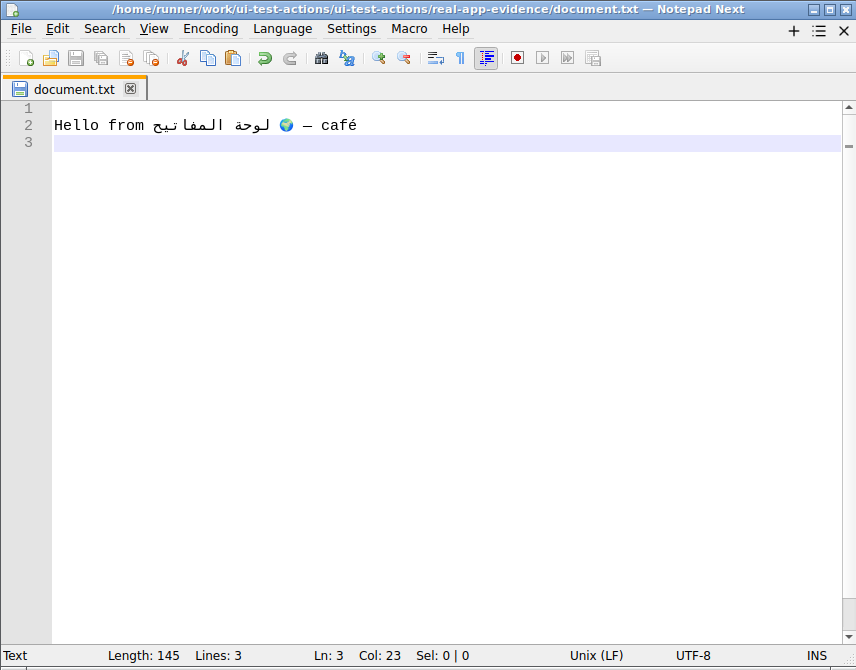 /home/runner/work/ui-test-actions/ui-test-actions/real-app-evidence/document.txt — Notepad Next
File Edit Search View Encoding Language Settings Macro Help
document.txt
1
2 Hello from لوحة المفاتيح 🌍 — café
3
Text Length: 145 Lines: 3 Ln: 3 Col: 23 Sel: 0 | 0 Unix (LF) UTF-8 INS